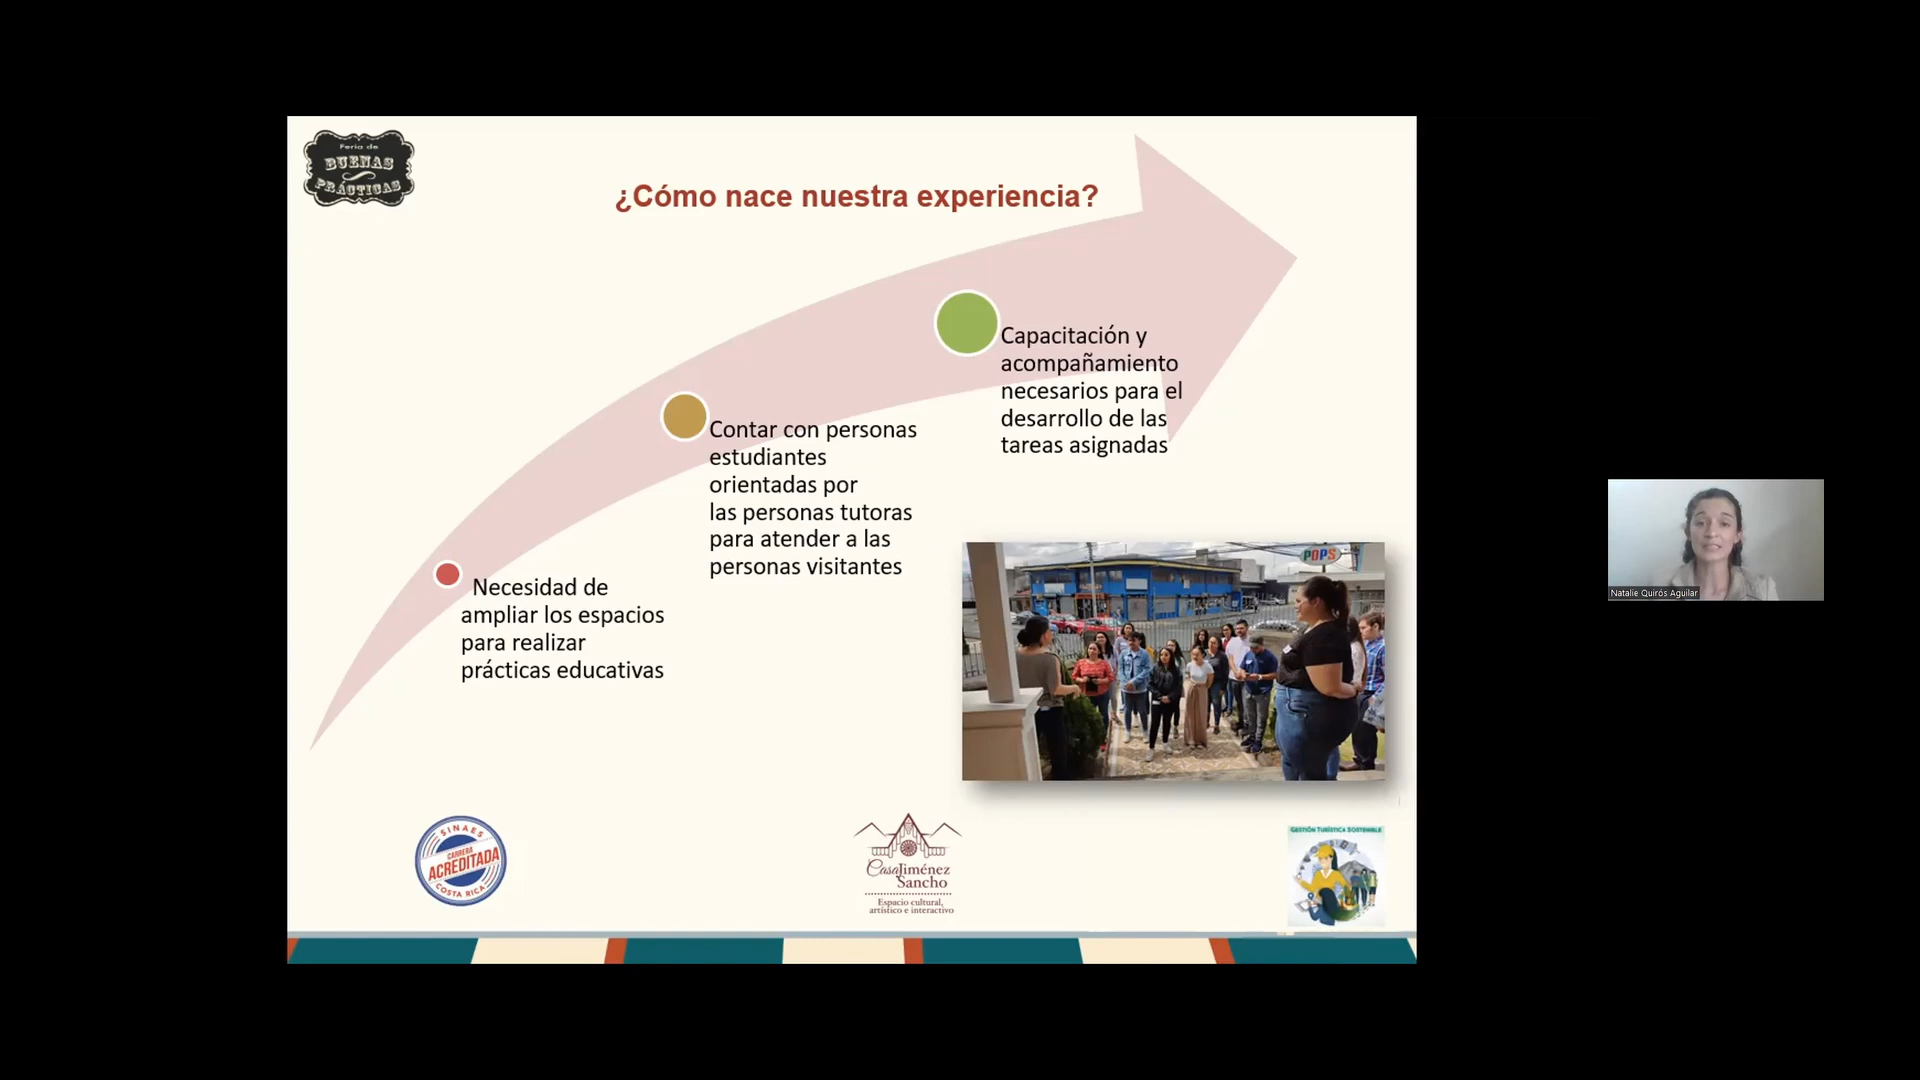 Feria de
BUENAS
PRÁCTICAS
¿Cómo nace nuestra experiencia?
Capacitación y
acompañamiento
necesarios para el
desarrollo de las
tareas asignadas
Contar con personas
estudiantes
orientadas por
las personas tutoras
para atender a las
personas visitantes
Necesidad de
ampliar los espacios
para realizar
prácticas educativas
POPS
Natalie Quirós Aguilar
SINAES
CARRERA
ACREDITADA
COSTA RICA
Casa Jiménez
Sancho
Espacio cultural,
artístico e interactivo
GESTIÓN TURÍSTICA SOSTENIBLE